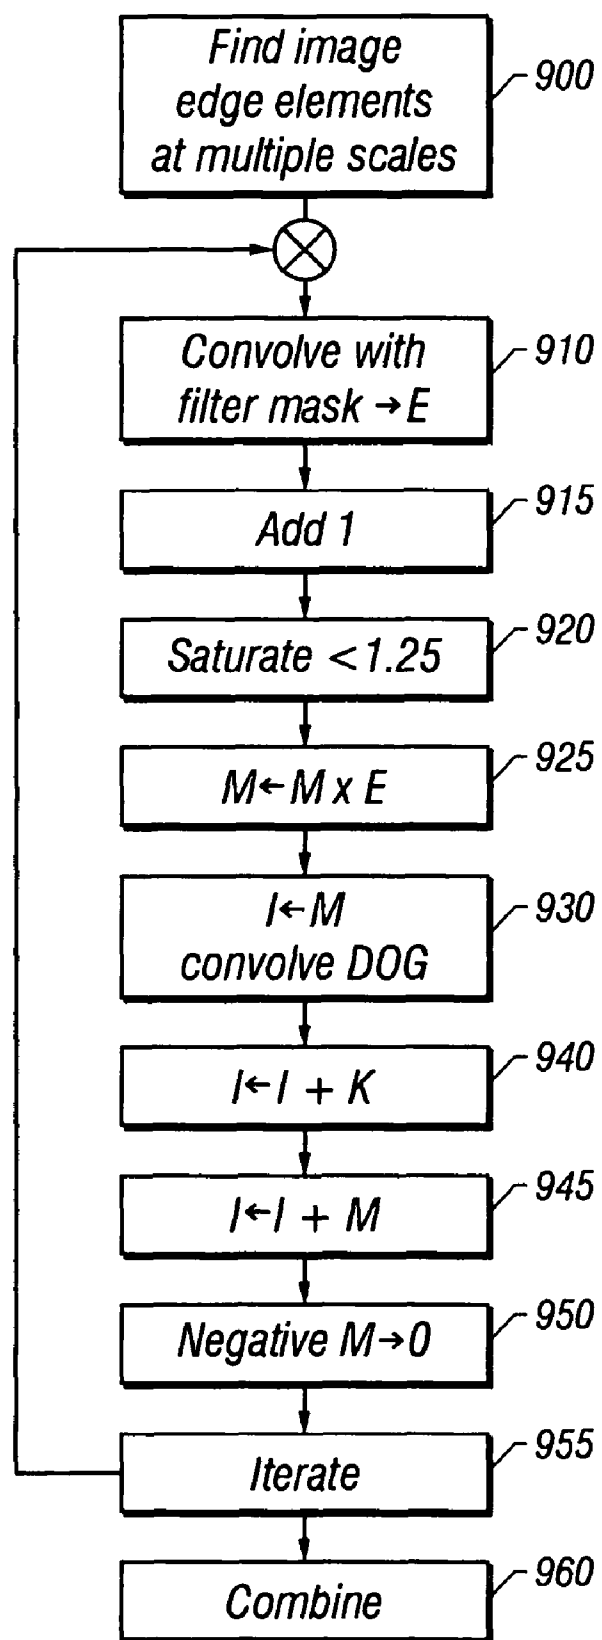 Find image
edge elements
at multiple scales
900
Convolve with
filter mask → E
910
Add 1
915
Saturate < 1.25
920
M ← M x E
925
I ← M
convolve DOG
930
I ← I + K
940
I ← I + M
945
Negative M → 0
950
Iterate
955
Combine
960